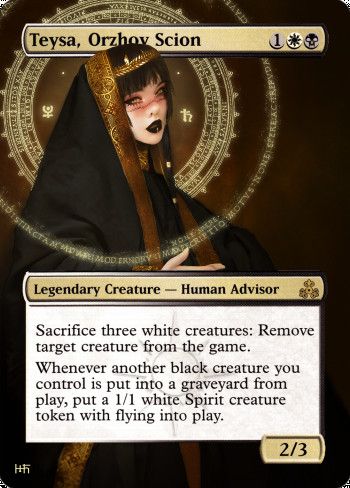 Teysa, Orzhov Scion 1
Legendary Creature — Human Advisor
Sacrifice three white creatures: Remove
target creature from the game.
Whenever another black creature you
control is put into a graveyard from
play, put a 1/1 white Spirit creature
token with flying into play.
2/3